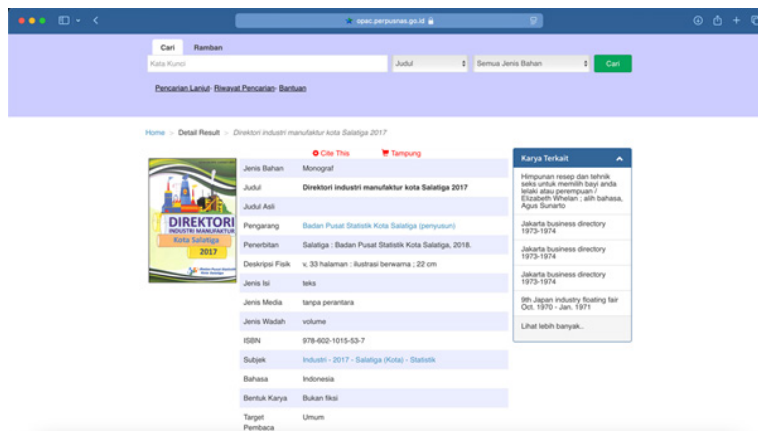 opac.perpusnas.go.id
Cari Ramban
Kata Kunci Judul Semua Jenis Bahan Cari
Pencarian Lanjut · Riwayat Pencarian · Bantuan
Home > Detail Result > Direktori industri manufaktur kota Salatiga 2017
Cite This Tampung
DIREKTORI
INDUSTRI MANUFAKTUR
Kota Salatiga
2017
Jenis Bahan Monograf
Judul Direktori industri manufaktur kota Salatiga 2017
Judul Asli
Pengarang Badan Pusat Statistik Kota Salatiga (penyusun)
Penerbitan Salatiga : Badan Pusat Statistik Kota Salatiga, 2018.
Deskripsi Fisik v, 33 halaman : ilustrasi berwarna ; 22 cm
Jenis Isi teks
Jenis Media tanpa perantara
Jenis Wadah volume
ISBN 978-602-1015-53-7
Subjek Industri - 2017 - Salatiga (Kota) - Statistik
Bahasa Indonesia
Bentuk Karya Bukan fiksi
Target
Pembaca Umum
Karya Terkait
Himpunan resep dan tehnik
seks untuk memilih bayi anda
lelaki atau perempuan /
Elizabeth Whelan ; alih bahasa,
Agus Sunarto
Jakarta business directory
1973-1974
Jakarta business directory
1973-1974
Jakarta business directory
1973-1974
9th Japan industry floating fair
Oct. 1970 - Jan. 1971
Lihat lebih banyak..